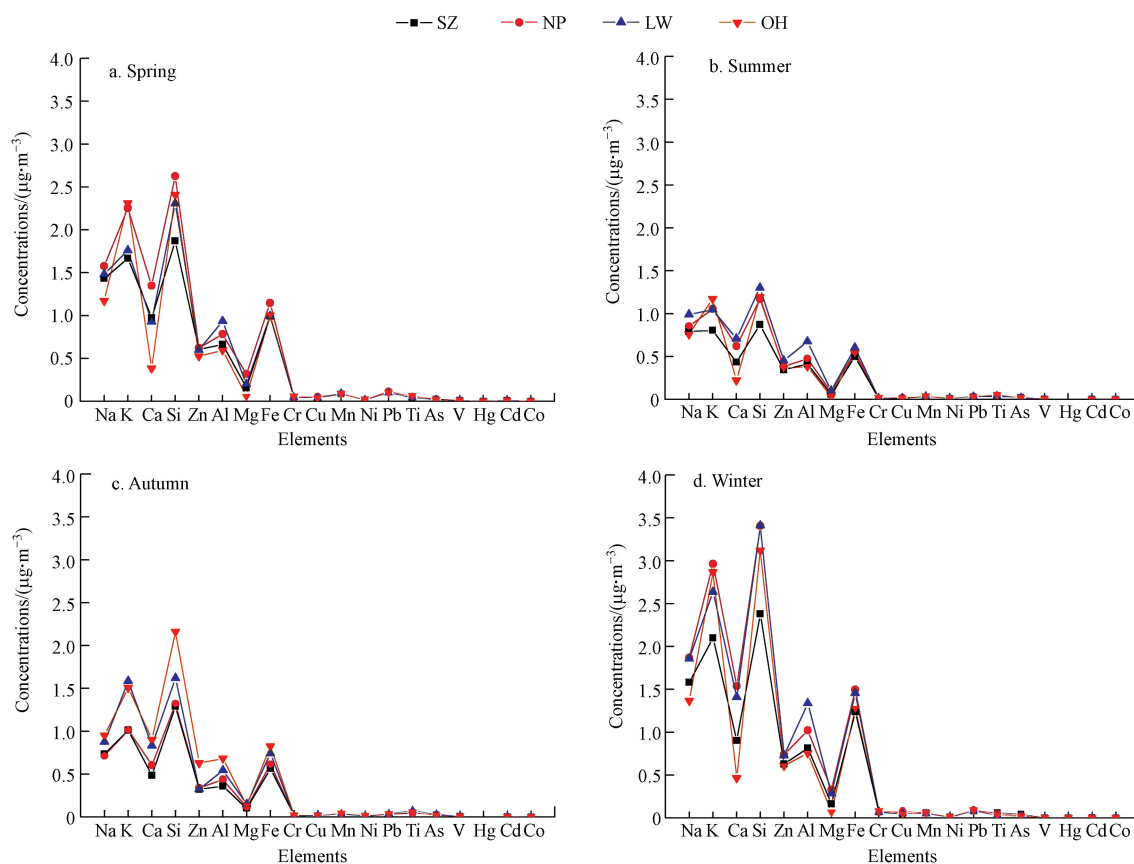 SZ NP LW OH
a. Spring
4.0
3.5
3.0
2.5
2.0
1.5
1.0
0.5
0
Concentrations/(μg·m⁻³)
Na K Ca Si Zn Al Mg Fe Cr Cu Mn Ni Pb Ti As V Hg Cd Co
Elements
b. Summer
4.0
3.5
3.0
2.5
2.0
1.5
1.0
0.5
0
Concentrations/(μg·m⁻³)
Na K Ca Si Zn Al Mg Fe Cr Cu Mn Ni Pb Ti As V Hg Cd Co
Elements
c. Autumn
4.0
3.5
3.0
2.5
2.0
1.5
1.0
0.5
0
Concentrations/(μg·m⁻³)
Na K Ca Si Zn Al Mg Fe Cr Cu Mn Ni Pb Ti As V Hg Cd Co
Elements
d. Winter
4.0
3.5
3.0
2.5
2.0
1.5
1.0
0.5
0
Concentrations/(μg·m⁻³)
Na K Ca Si Zn Al Mg Fe Cr Cu Mn Ni Pb Ti As V Hg Cd Co
Elements